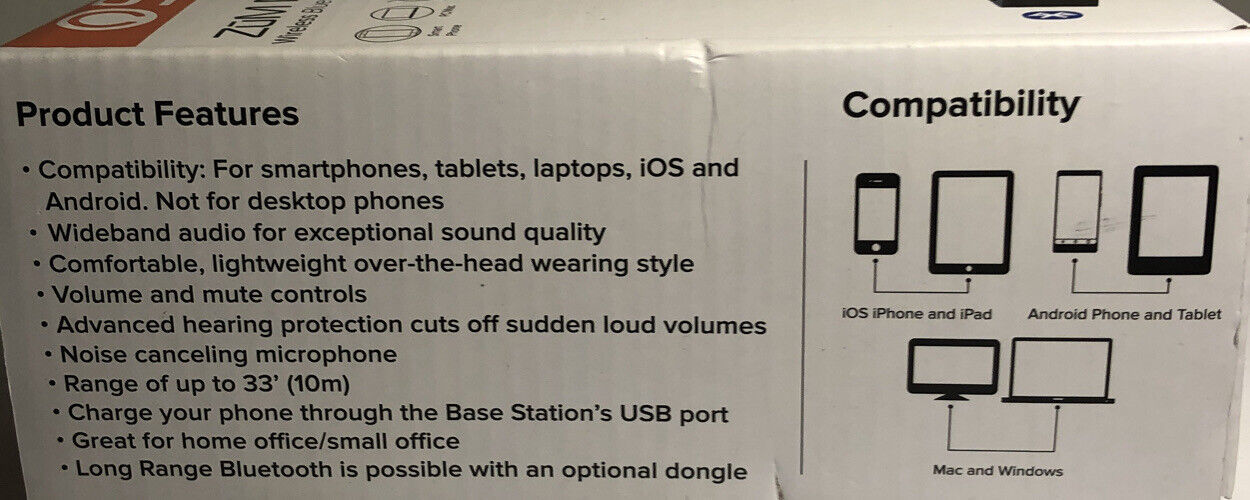 ZūM
Wireless
Smart
Phone
Product Features
• Compatibility: For smartphones, tablets, laptops, iOS and
Android. Not for desktop phones
• Wideband audio for exceptional sound quality
• Comfortable, lightweight over-the-head wearing style
• Volume and mute controls
• Advanced hearing protection cuts off sudden loud volumes
• Noise canceling microphone
• Range of up to 33' (10m)
• Charge your phone through the Base Station's USB port
• Great for home office/small office
• Long Range Bluetooth is possible with an optional dongle
Compatibility
iOS iPhone and iPad
Android Phone and Tablet
Mac and Windows